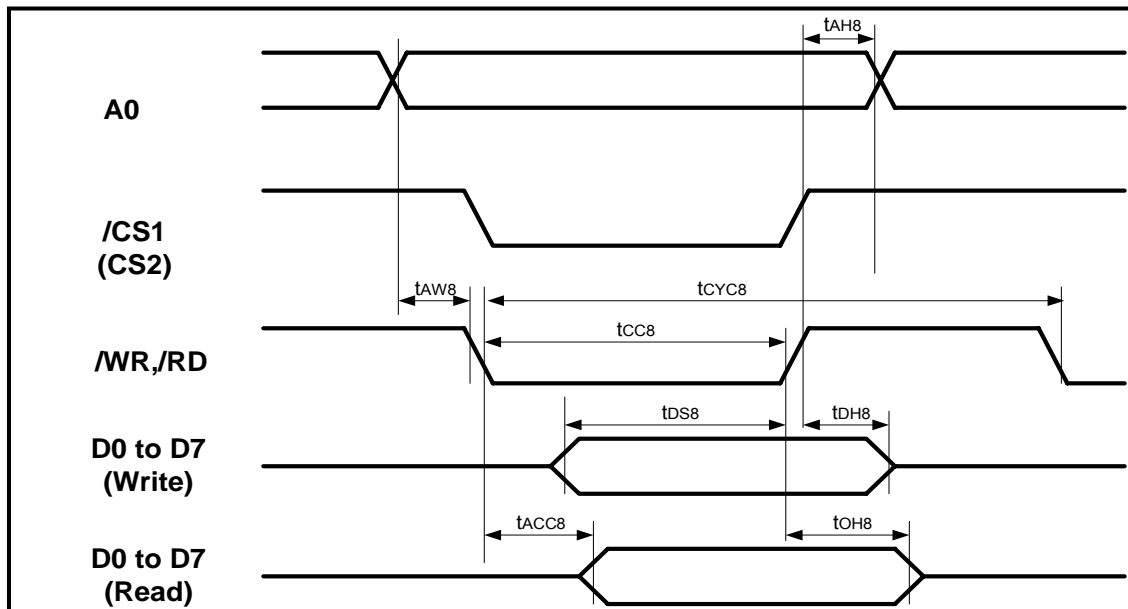 tAH8
A0
/CS1
(CS2)
tAW8
tCYC8
tCC8
/WR,/RD
tDS8
tDH8
D0 to D7
(Write)
tACC8
tOH8
D0 to D7
(Read)